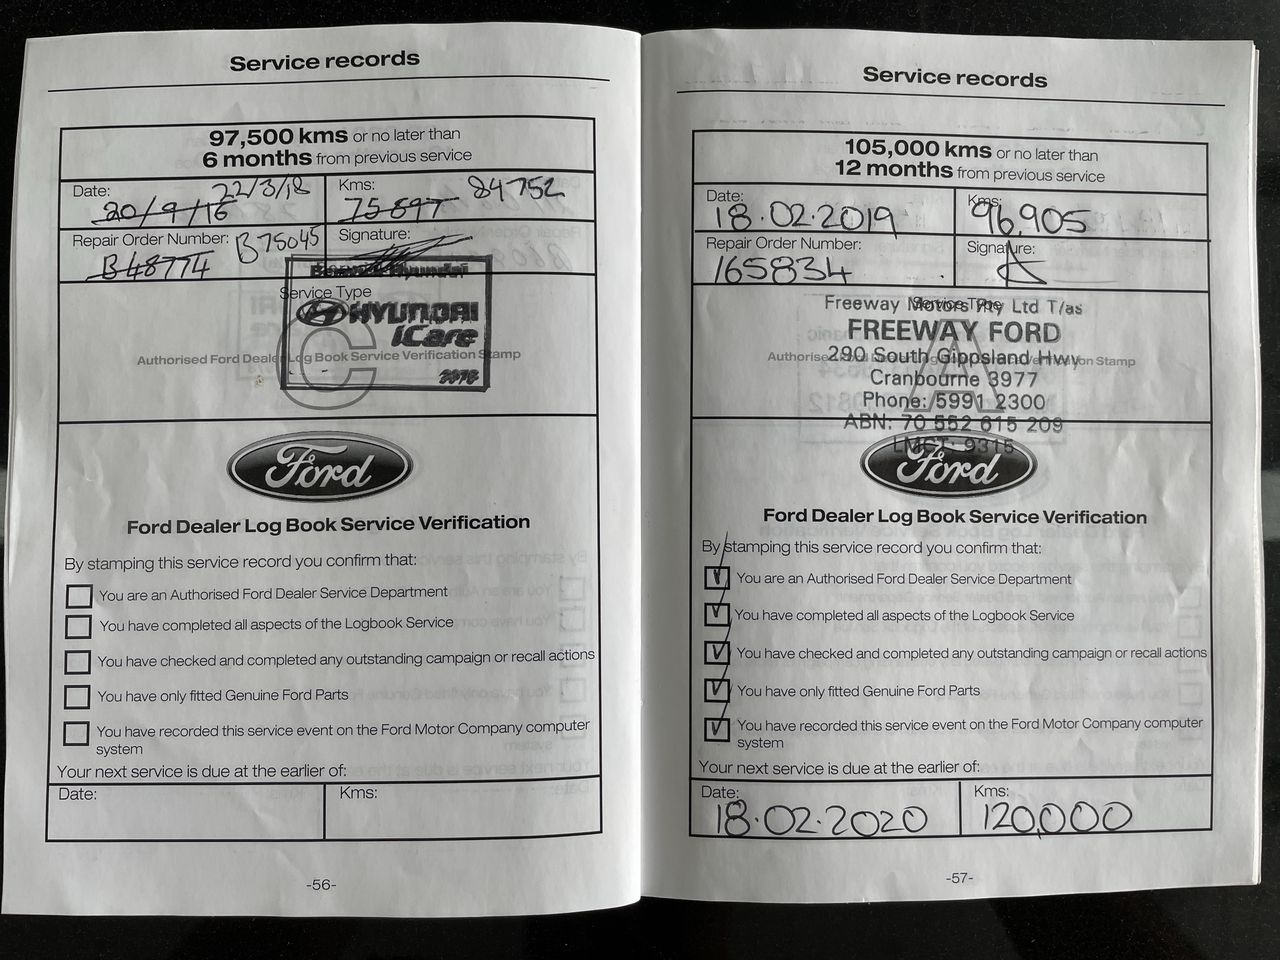 Service records
97,500 kms or no later than
6 months from previous service
Date: 22/3/18
20/9/16
Kms: 84752
75897
Repair Order Number: B75045
B48774
Signature:
Service Type
HYUNDAI
iCare
C
Authorised Ford Dealer Log Book Service Verification Stamp
Ford
Ford Dealer Log Book Service Verification
By stamping this service record you confirm that:
You are an Authorised Ford Dealer Service Department
You have completed all aspects of the Logbook Service
You have checked and completed any outstanding campaign or recall actions
You have only fitted Genuine Ford Parts
You have recorded this service event on the Ford Motor Company computer
system
Your next service is due at the earlier of:
Date:
Kms:
-56-
Service records
105,000 kms or no later than
12 months from previous service
Date:
18.02.2019
Kms:
96,905
Repair Order Number:
165834
Signature:
Service Type
Freeway Motors Pty Ltd T/as
FREEWAY FORD
290 South Gippsland Hwy
Authorised Ford Dealer Log Book Service Verification Stamp
A
Cranbourne 3977
Phone: 5991 2300
ABN: 70 552 615 209
LMCT: 9315
Ford
Ford Dealer Log Book Service Verification
By stamping this service record you confirm that:
You are an Authorised Ford Dealer Service Department
You have completed all aspects of the Logbook Service
You have checked and completed any outstanding campaign or recall actions
You have only fitted Genuine Ford Parts
You have recorded this service event on the Ford Motor Company computer
system
Your next service is due at the earlier of:
Date:
18.02.2020
Kms:
120,000
-57-